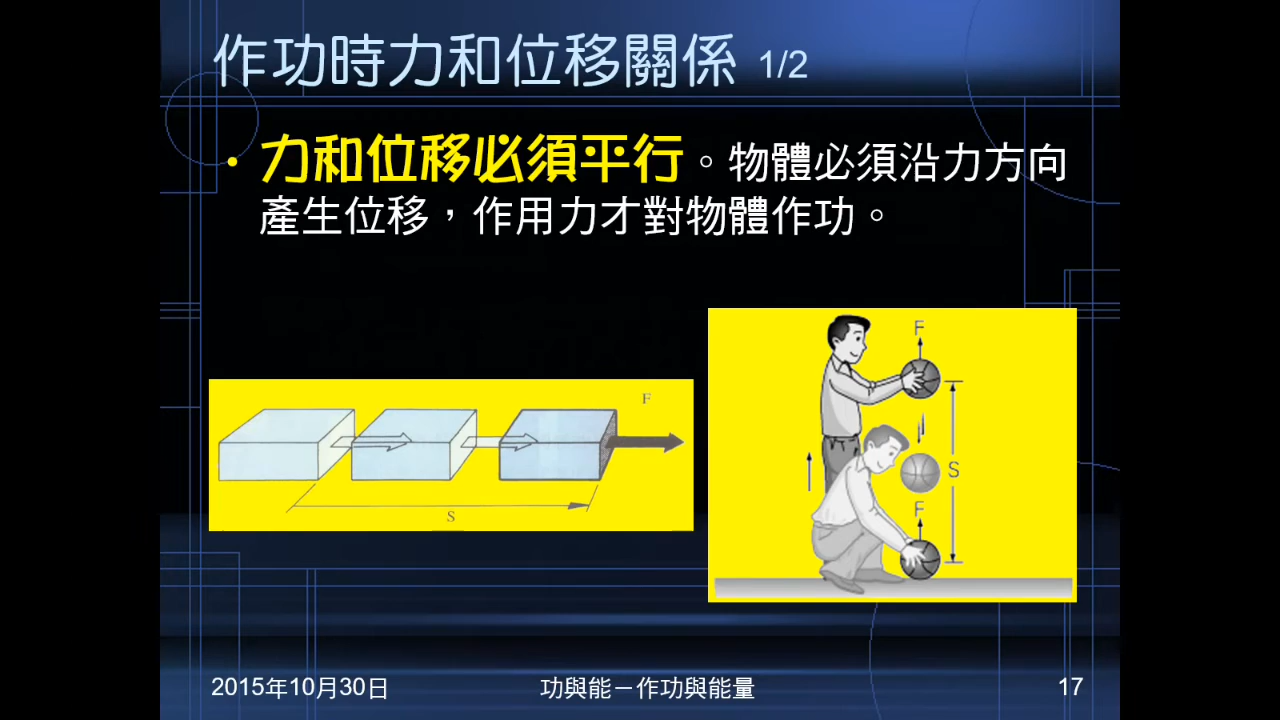 作功時力和位移關係 1/2
• 力和位移必須平行。物體必須沿力方向
產生位移，作用力才對物體作功。
F
S
F
S
F
2015年10月30日
功與能－作功與能量
17